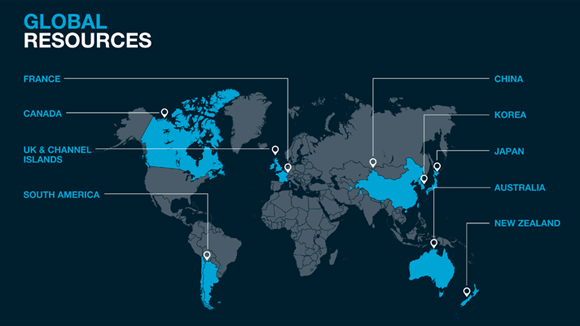 GLOBAL
RESOURCES
FRANCE
CANADA
UK & CHANNEL
ISLANDS
SOUTH AMERICA
CHINA
KOREA
JAPAN
AUSTRALIA
NEW ZEALAND